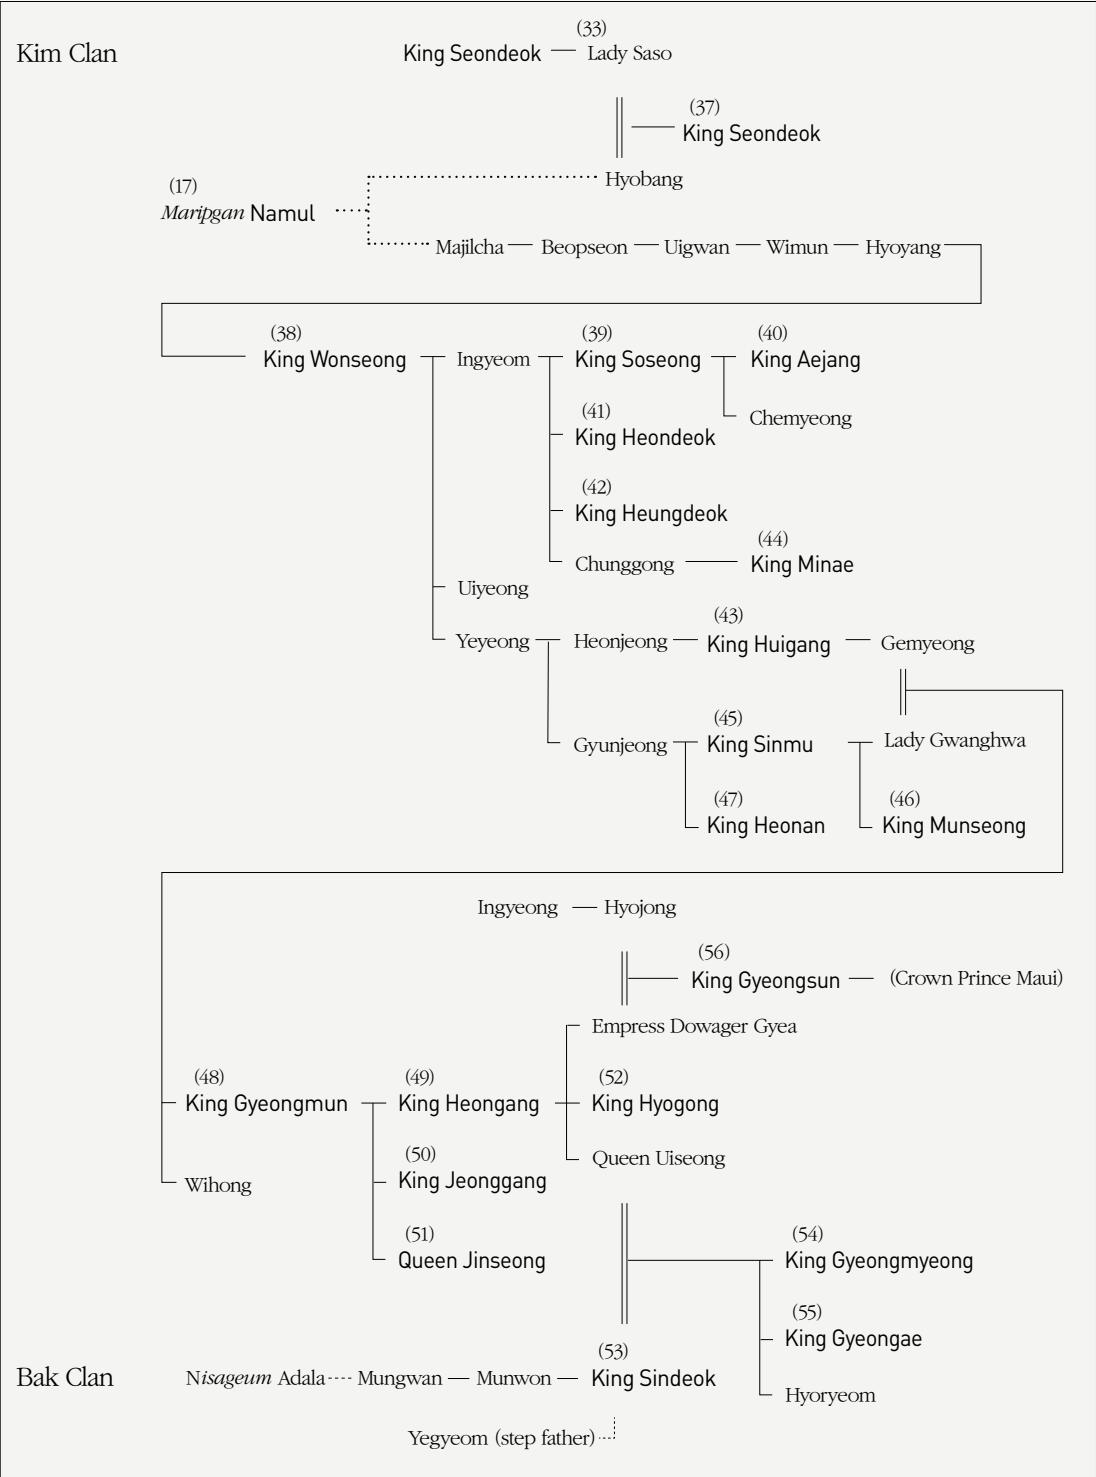 (33)
Kim Clan King Seondeok Lady Saso
(37)
King Seondeok
Hyobang
(17)
Maripgan Namul
Majilcha Beopseon Uigwan Wimun Hyoyang
(38) (39) (40)
King Wonseong Ingyeom King Soseong King Aejang
(41)
Chemyeong
King Heondeok
(42)
King Heungdeok
(44)
Chunggong King Minae
Uiyeong
(43)
Yeyeong Heonjeong King Huigang Gemyeong
(45)
Gyunjeong King Sinmu Lady Gwanghwa
(47) (46)
King Heonan King Munseong
Ingyeong Hyojong
(56)
King Gyeongsun (Crown Prince Maui)
Empress Dowager Gyea
(48) (49) (52)
King Gyeongmun King Heongang King Hyogong
(50)
Queen Uiseong
Wihong King Jeonggang
(51) (54)
Queen Jinseong King Gyeongmyeong
(55)
King Gyeongae
(53)
Bak Clan Nisageum Adala Mungwan Munwon King Sindeok
Hyoryeom
Yegyeom (step father)